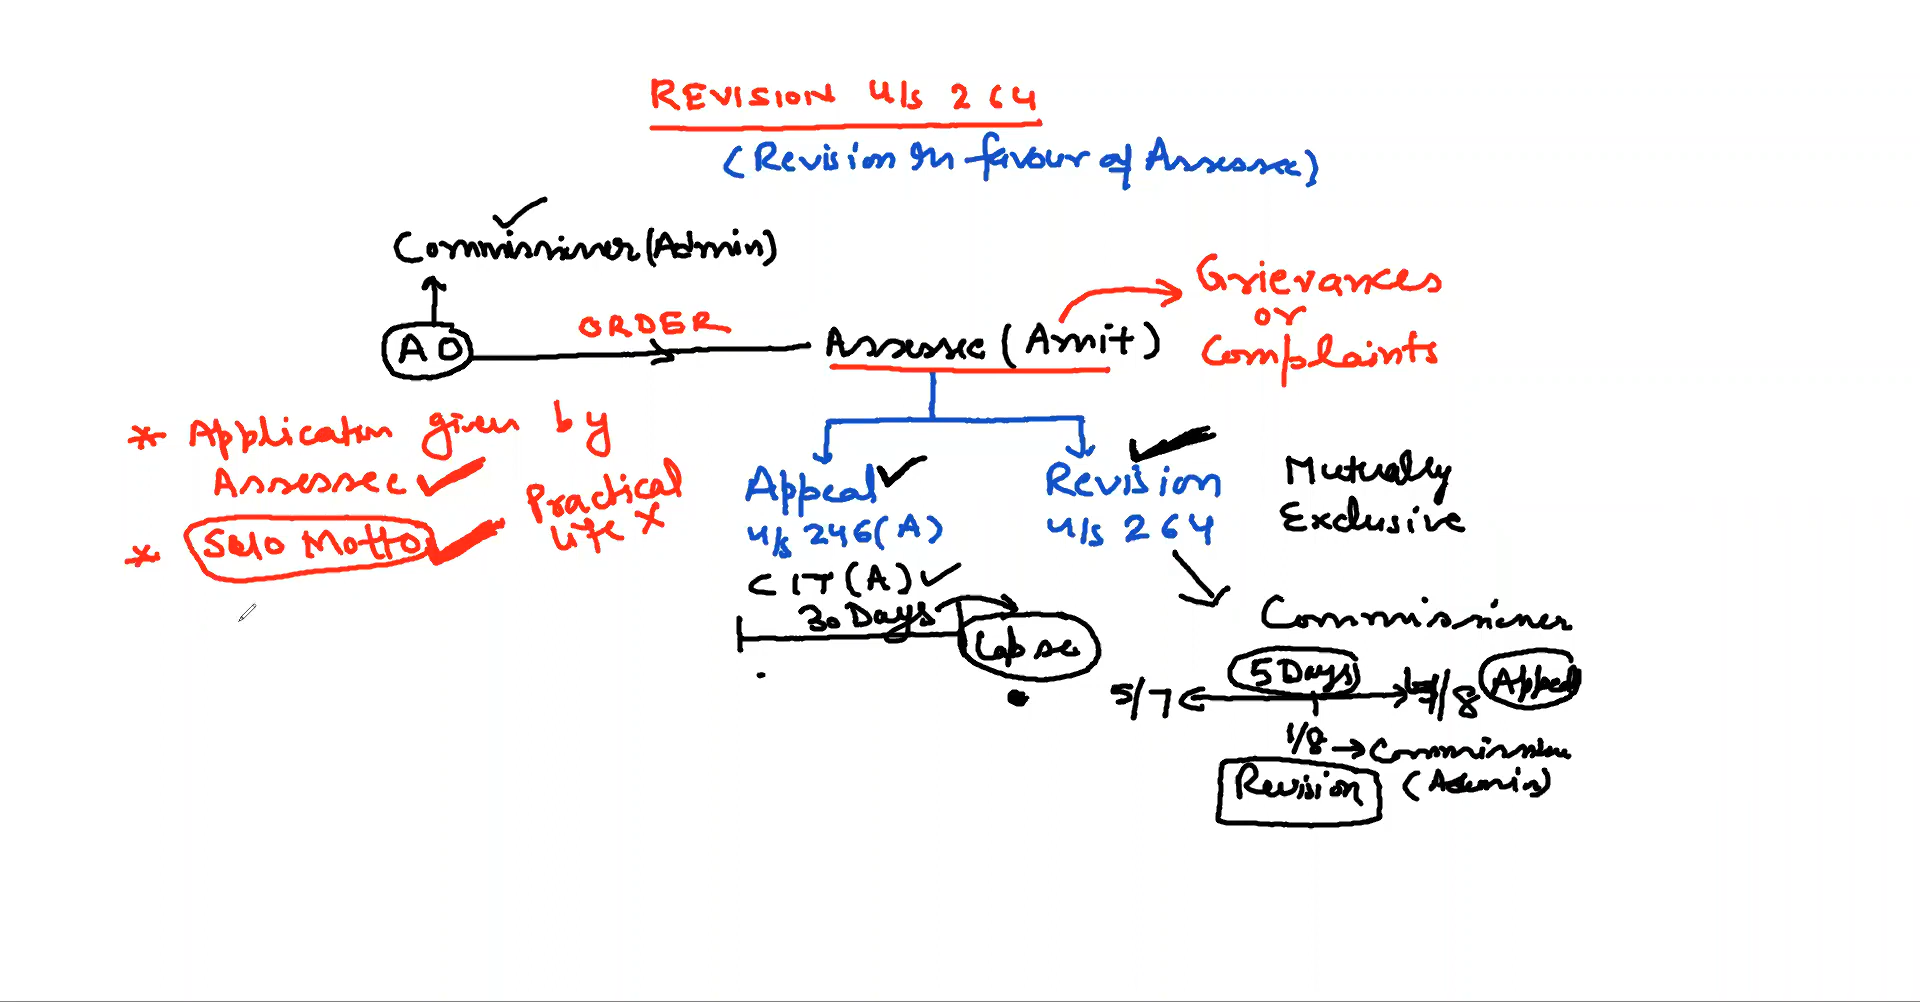 REVISION U/s 264
(Revision In favour of Assessee)
Commissioner (Admin)
AO
ORDER
Assessee (Amit)
Grievances
or
Complaints
* Application given by
Assessee
* Suo Motto
Practical
life X
Appeal
u/s 246(A)
CIT (A)
30 Days
Lapse
Revision
u/s 264
Mutually
Exclusive
Commissioner
5 Days
5/7
/8
Appeal
1/8 → Commission
(Admin)
Revision